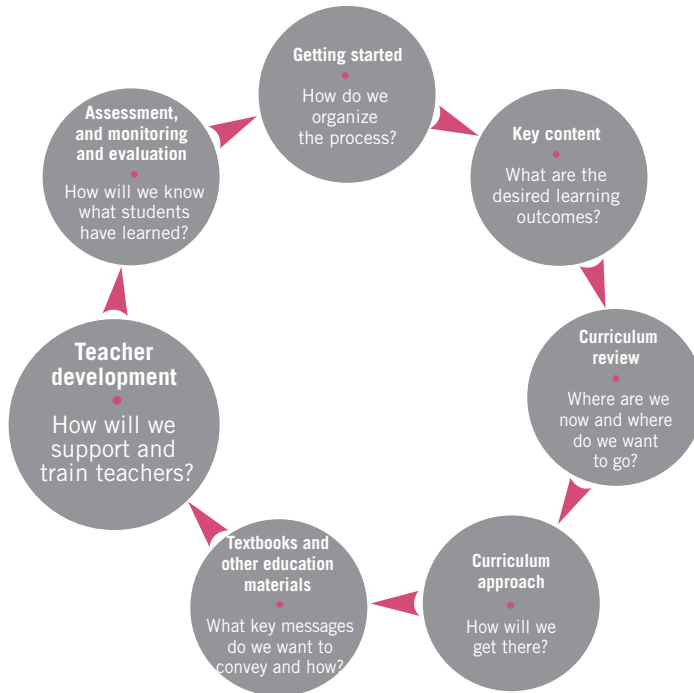 Getting started
How do we
organize
the process?
Key content
What are the
desired learning
outcomes?
Curriculum
review
Where are we
now and where
do we want
to go?
Curriculum
approach
How will we
get there?
Textbooks and
other education
materials
What key messages
do we want to
convey and how?
Teacher
development
How will we
support and
train teachers?
Assessment,
and monitoring
and evaluation
How will we know
what students
have learned?